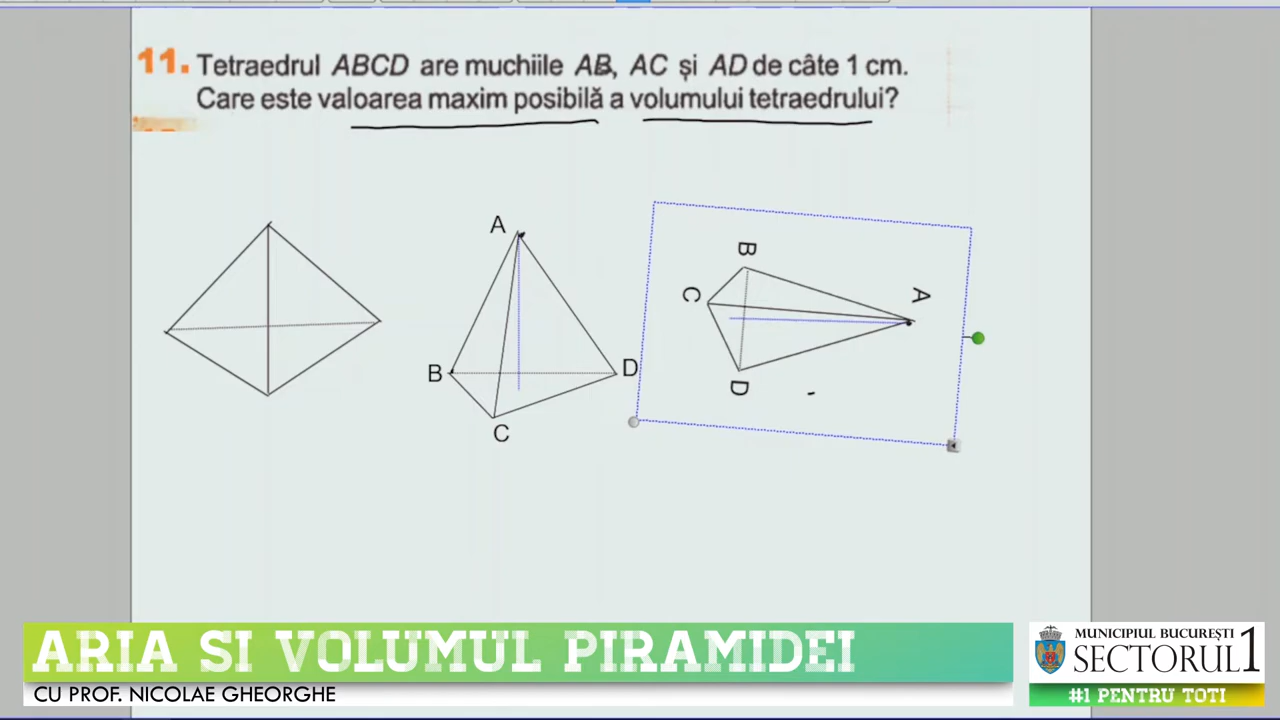 11. Tetraedrul ABCD are muchiile AB, AC și AD de câte 1 cm.
Care este valoarea maxim posibilă a volumului tetraedrului?
A
B
D
C
B
C
A
D
ARIA SI VOLUMUL PIRAMIDEI
CU PROF. NICOLAE GHEORGHE
MUNICIPIUL BUCUREȘTI
SECTORUL 1
#1 PENTRU TOTI